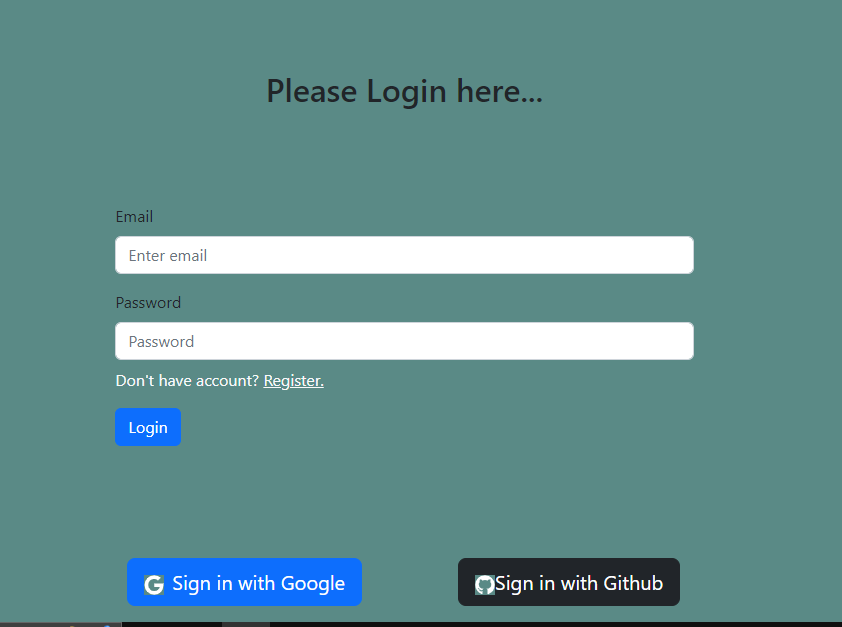 Please Login here...
Email
Enter email
Password
Password
Don't have account? Register.
Login
Sign in with Google
Sign in with Github